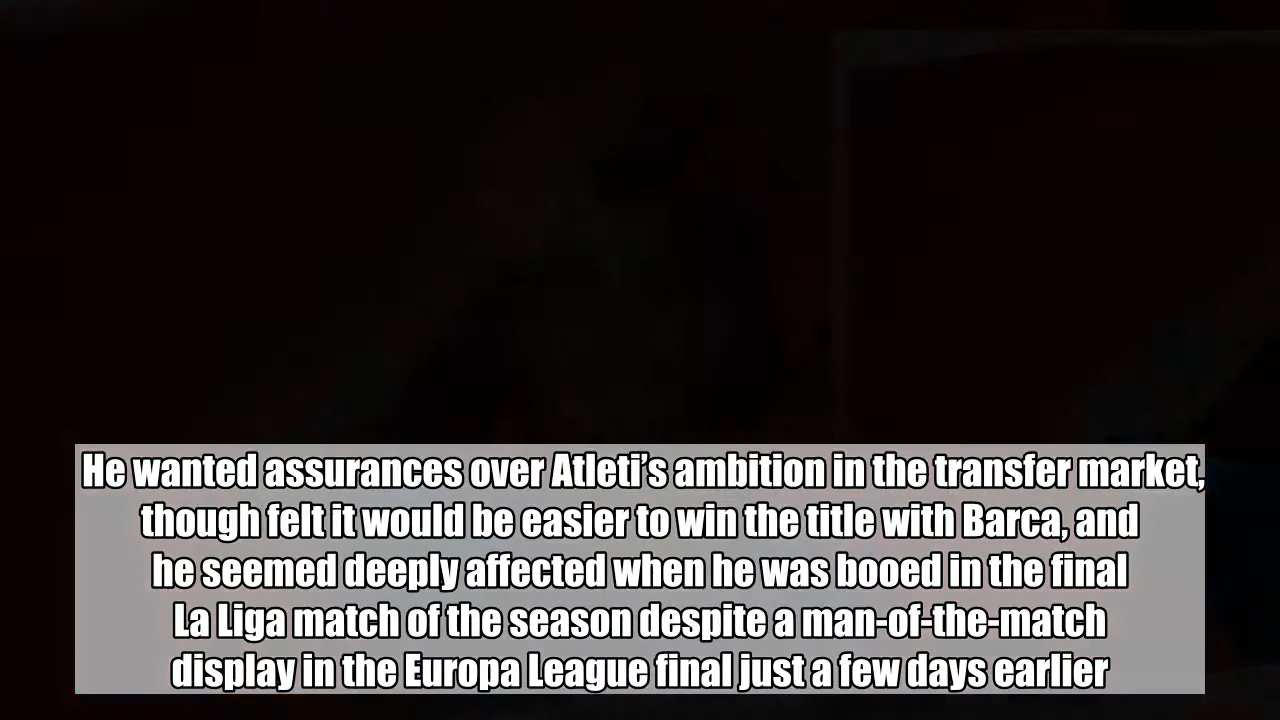 He wanted assurances over Atleti’s ambition in the transfer market,
though felt it would be easier to win the title with Barca, and
he seemed deeply affected when he was booed in the final
La Liga match of the season despite a man-of-the-match
display in the Europa League final just a few days earlier